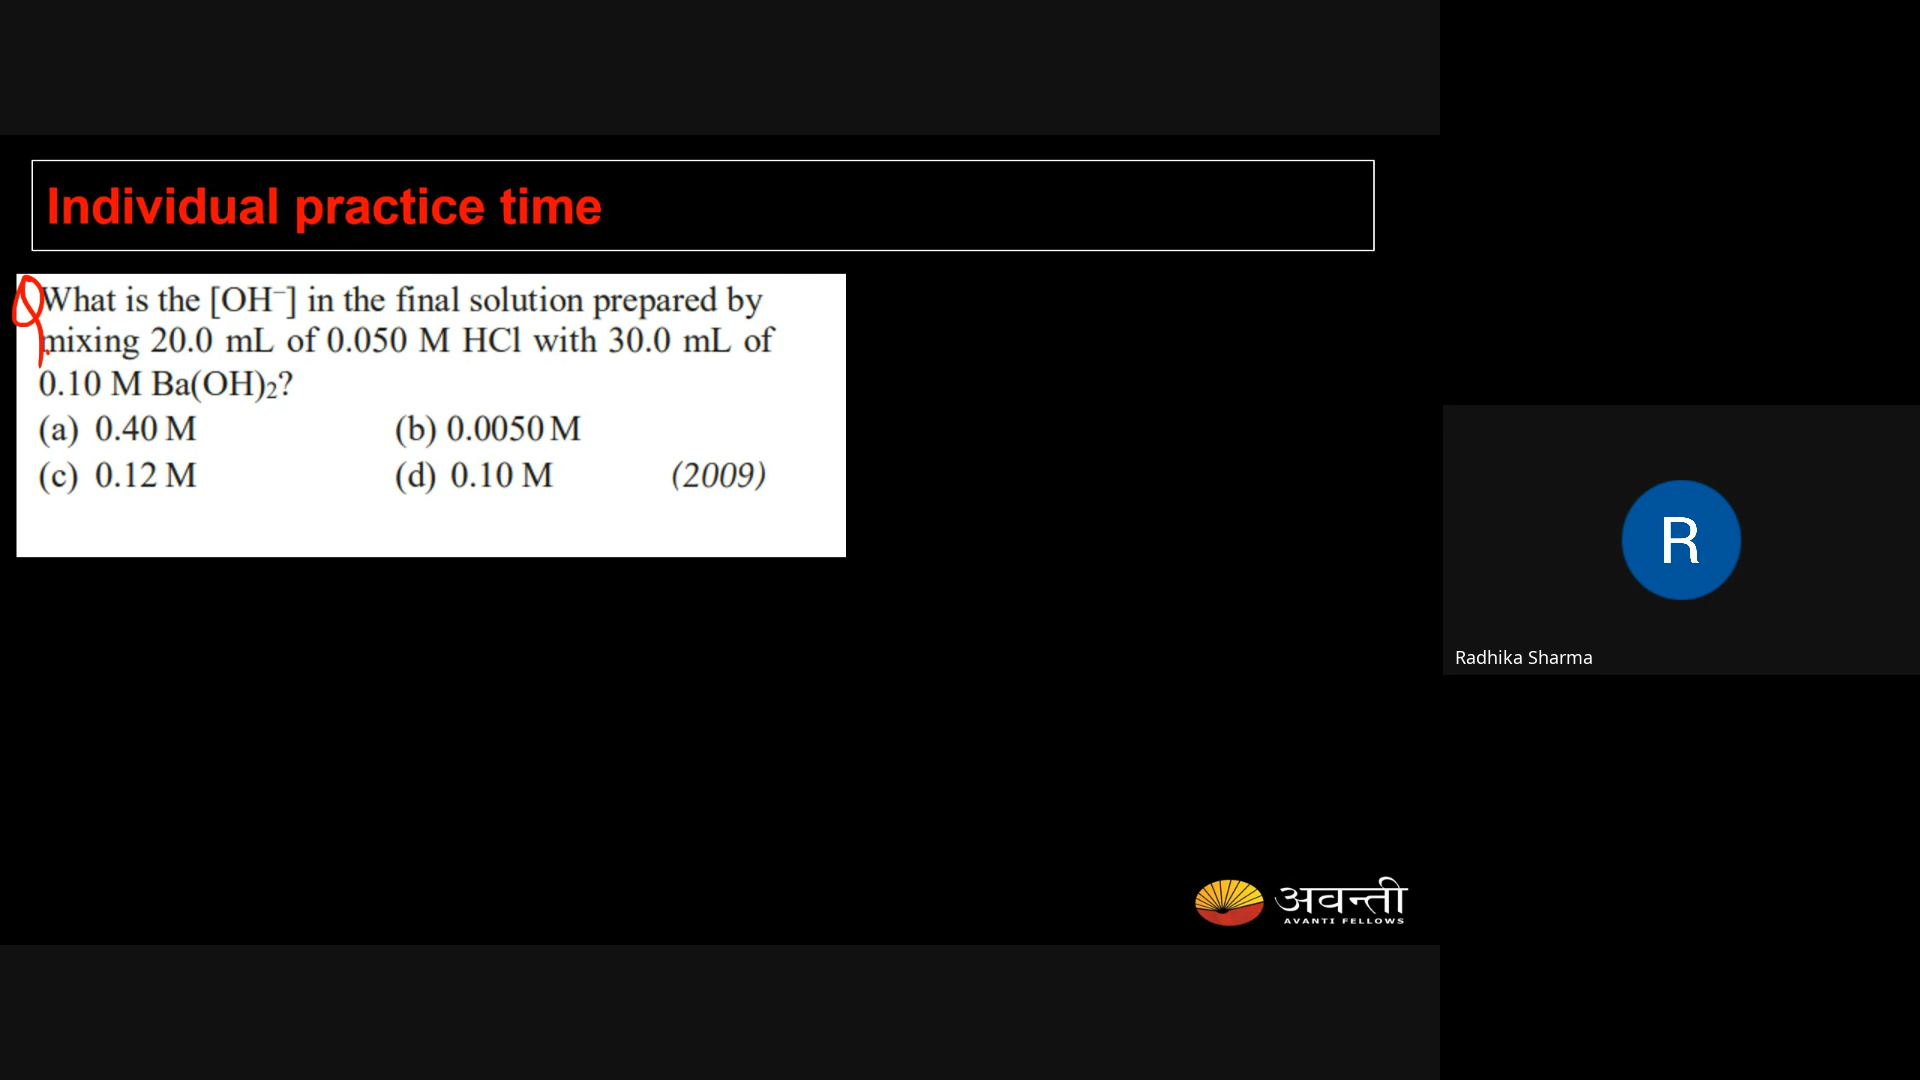 Individual practice time
Q
What is the [OH⁻] in the final solution prepared by
mixing 20.0 mL of 0.050 M HCl with 30.0 mL of
0.10 M Ba(OH)₂?
(a) 0.40 M (b) 0.0050 M
(c) 0.12 M (d) 0.10 M (2009)
R
Radhika Sharma
अवन्ती
AVANTI FELLOWS